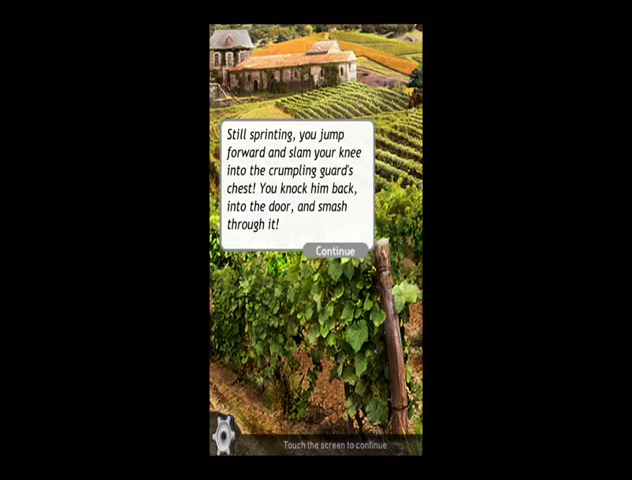 Still sprinting, you jump
forward and slam your knee
into the crumpling guard's
chest! You knock him back,
into the door, and smash
through it!
Continue
Touch the screen to continue